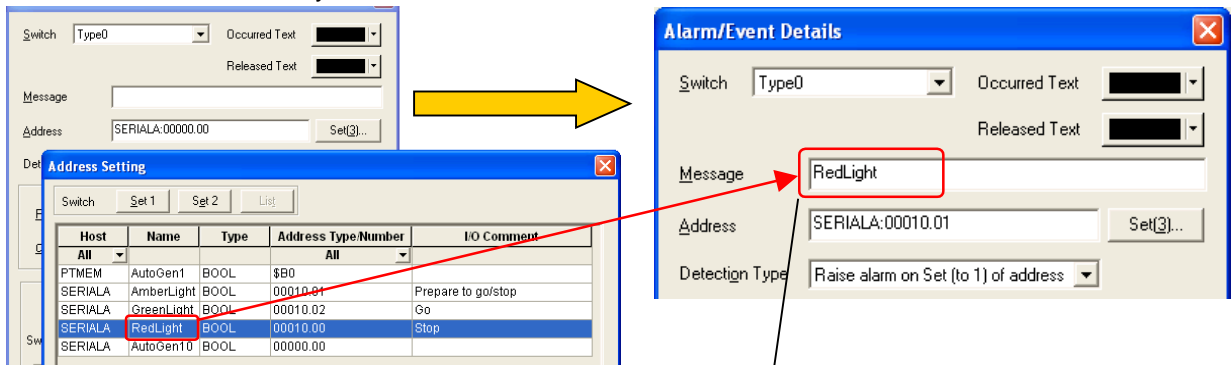 Switch Type0 Occurred Text
Released Text
Message
Address SERIALA:00000.00 Set(3)...
Det
Address Setting
Switch Set 1 Set 2 List
Host Name Type Address Type/Number I/O Comment
All All
PTMEM AutoGen1 BOOL $B0
SERIALA AmberLight BOOL 00010.01 Prepare to go/stop
SERIALA GreenLight BOOL 00010.02 Go
SERIALA RedLight BOOL 00010.00 Stop
SERIALA AutoGen10 BOOL 00000.00
Sw
Alarm/Event Details
Switch Type0 Occurred Text
Released Text
Message RedLight
Address SERIALA:00010.01 Set(3)...
Detection Type Raise alarm on Set (to 1) of address